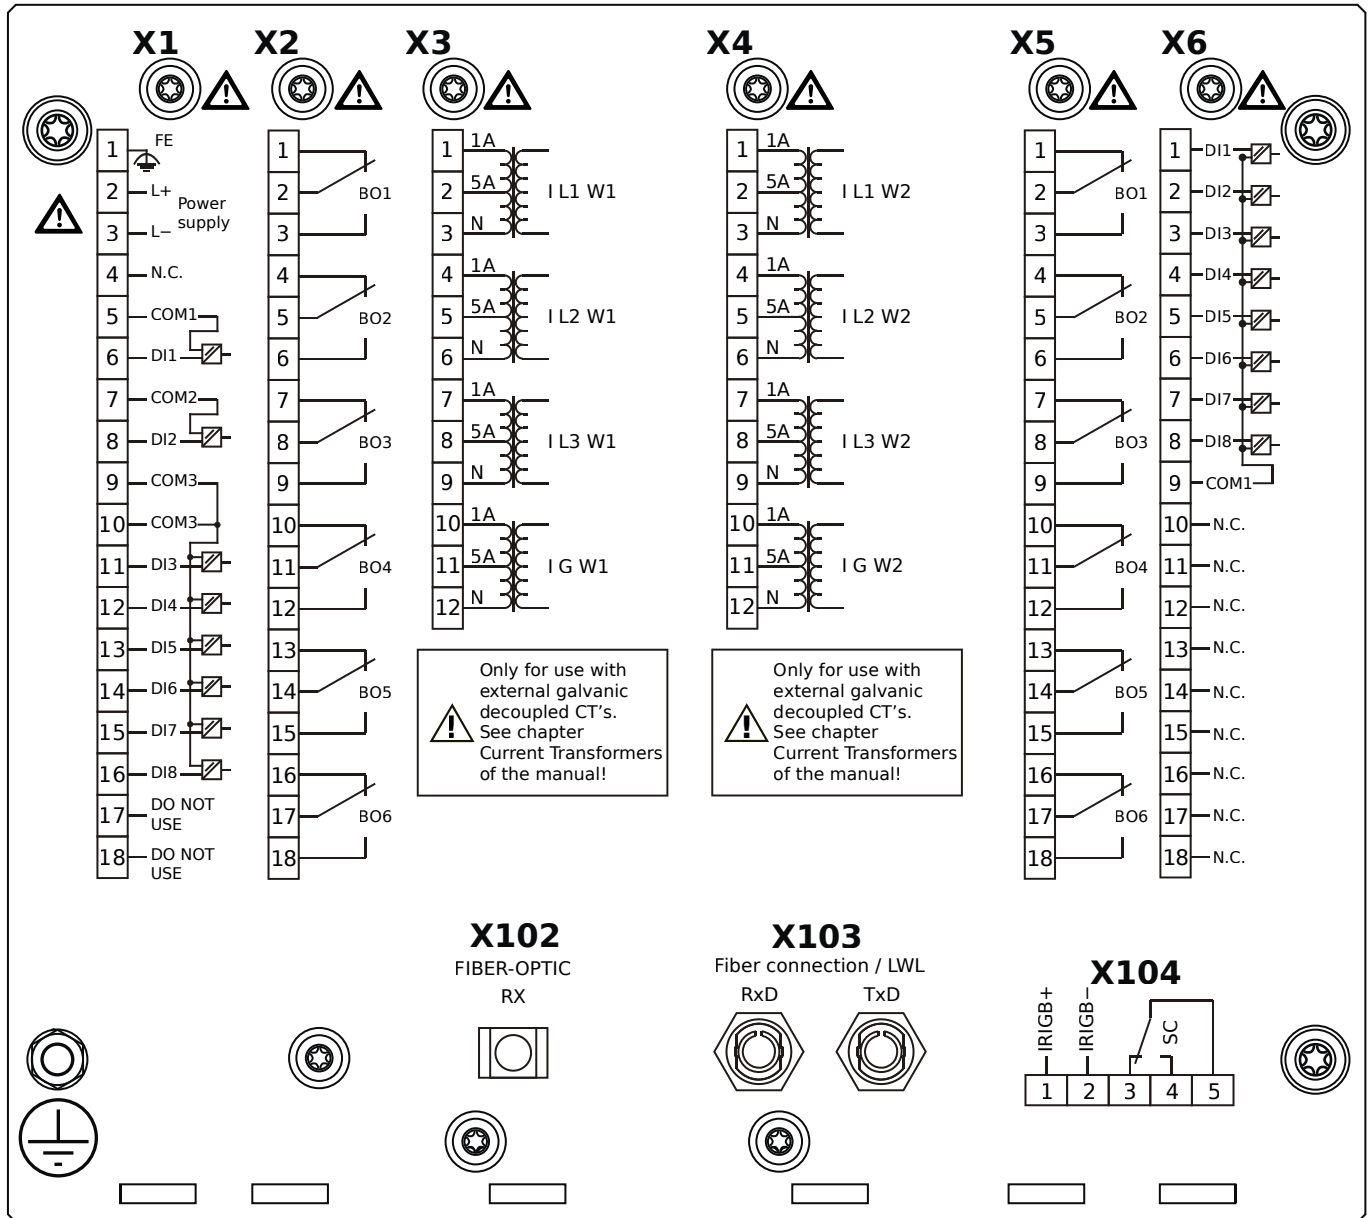 X1 X2 X3 X4 X5 X6
1 FE
2 L+
Power
supply
3 L−
4 N.C.
5 COM1
6 DI1
7 COM2
8 DI2
9 COM3
10 COM3
11 DI3
12 DI4
13 DI5
14 DI6
15 DI7
16 DI8
17 DO NOT
USE
18 DO NOT
USE
1
2 BO1
3
4
5 BO2
6
7
8 BO3
9
10
11 BO4
12
13
14 BO5
15
16
17 BO6
18
1 1A
2 5A I L1 W1
3 N
4 1A
5 5A I L2 W1
6 N
7 1A
8 5A I L3 W1
9 N
10 1A
11 5A I G W1
12 N
Only for use with
external galvanic
decoupled CT's.
See chapter
Current Transformers
of the manual!
1 1A
2 5A I L1 W2
3 N
4 1A
5 5A I L2 W2
6 N
7 1A
8 5A I L3 W2
9 N
10 1A
11 5A I G W2
12 N
Only for use with
external galvanic
decoupled CT's.
See chapter
Current Transformers
of the manual!
1
2 BO1
3
4
5 BO2
6
7
8 BO3
9
10
11 BO4
12
13
14 BO5
15
16
17 BO6
18
1 DI1
2 DI2
3 DI3
4 DI4
5 DI5
6 DI6
7 DI7
8 DI8
9 COM1
10 N.C.
11 N.C.
12 N.C.
13 N.C.
14 N.C.
15 N.C.
16 N.C.
17 N.C.
18 N.C.
X102
FIBER-OPTIC
RX
X103
Fiber connection / LWL
RxD TxD
X104
IRIGB+
IRIGB−
SC
1 2 3 4 5